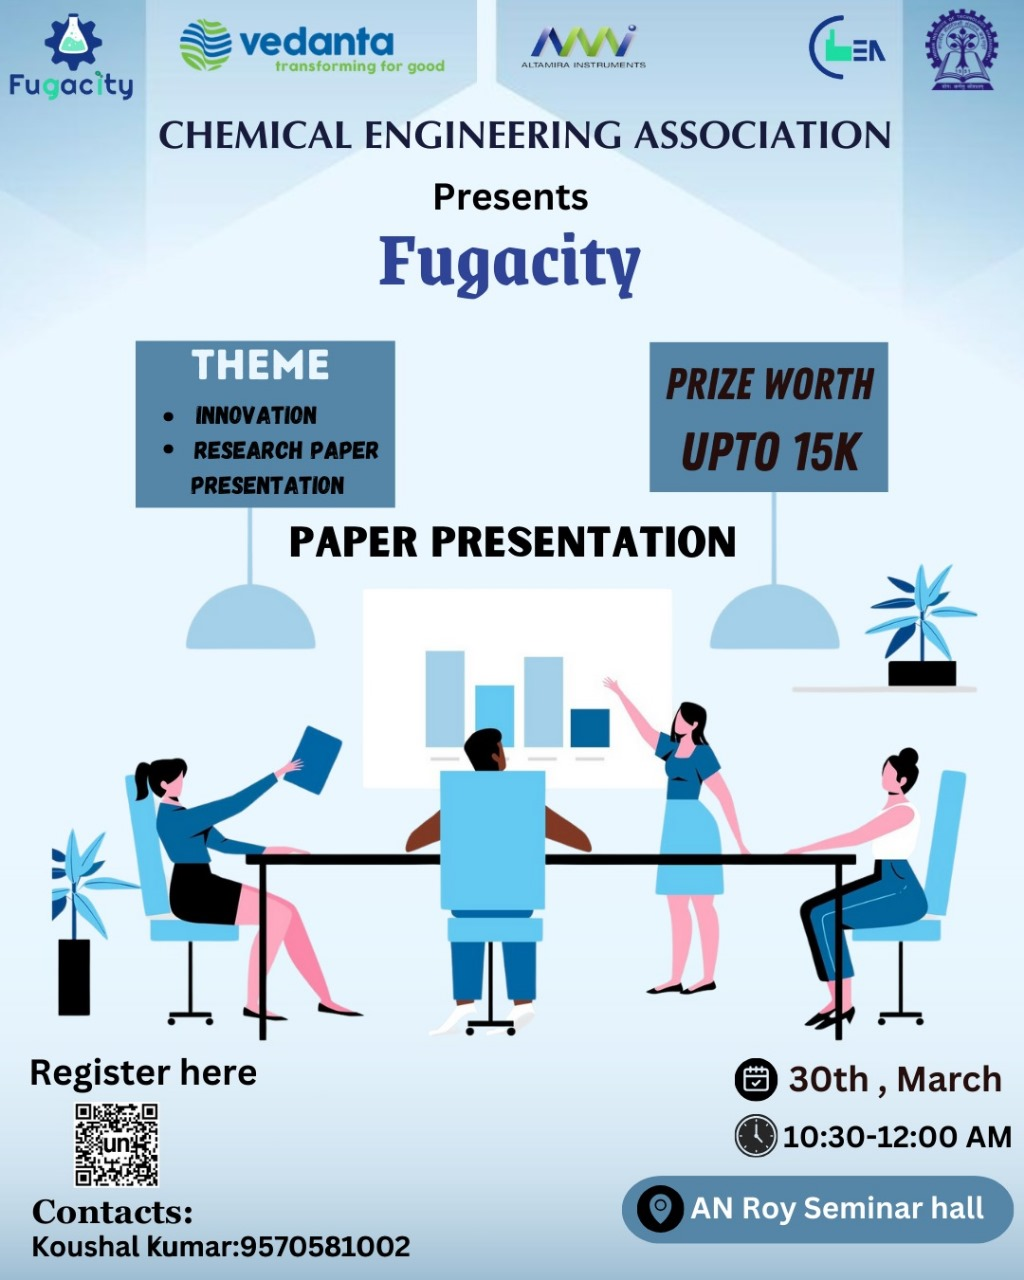 Fugacity
vedanta
transforming for good
ALTAMIRA INSTRUMENTS
CHEMICAL ENGINEERING ASSOCIATION
Presents
Fugacity
THEME
• INNOVATION
• RESEARCH PAPER
PRESENTATION
PRIZE WORTH
UPTO 15K
PAPER PRESENTATION
Register here
un
30th , March
10:30-12:00 AM
Contacts:
Koushal Kumar:9570581002
AN Roy Seminar hall